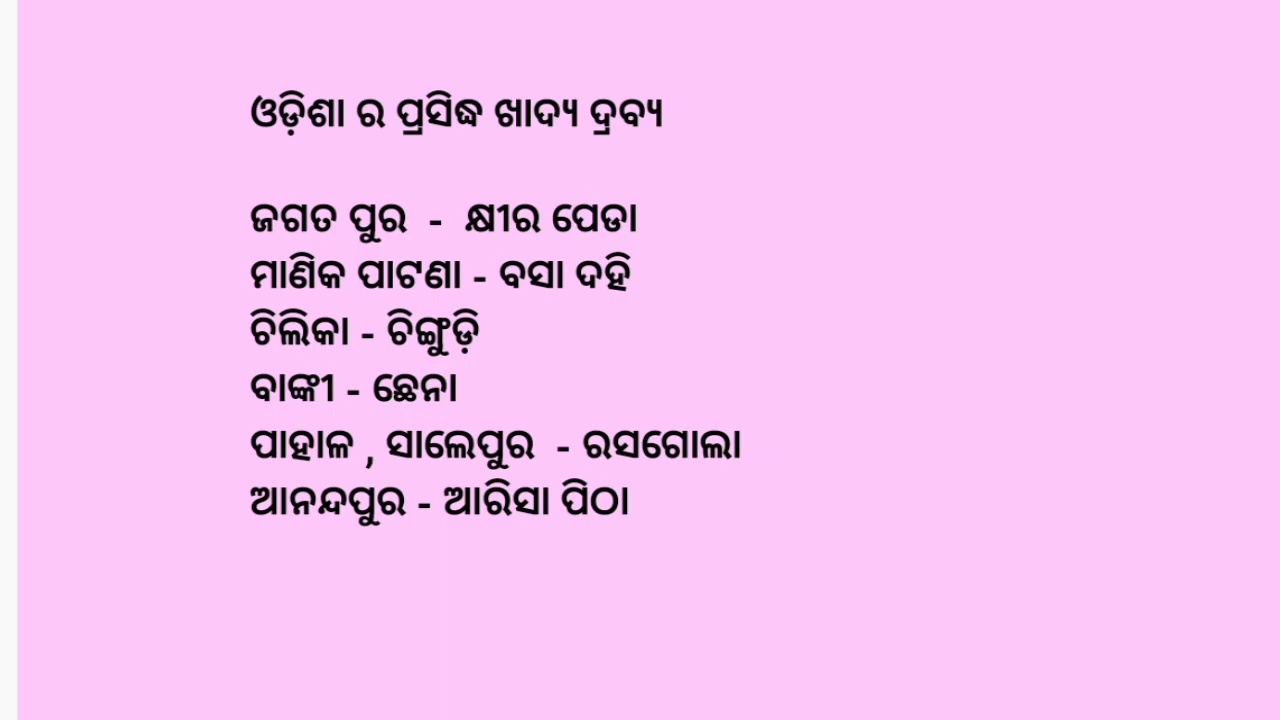 ଓଡ଼ିଶା ର ପ୍ରସିଦ୍ଧ ଖାଦ୍ୟ ଦ୍ରବ୍ୟ
ଜଗତ ପୁର - କ୍ଷୀର ପେଡା
ମାଣିକ ପାଟଣା - ବସା ଦହି
ଚିଲିକା - ଚିଙ୍ଗୁଡ଼ି
ବାଙ୍କୀ - ଛେନା
ପାହାଳ , ସାଲେପୁର - ରସଗୋଲା
ଆନନ୍ଦପୁର - ଆରିସା ପିଠା